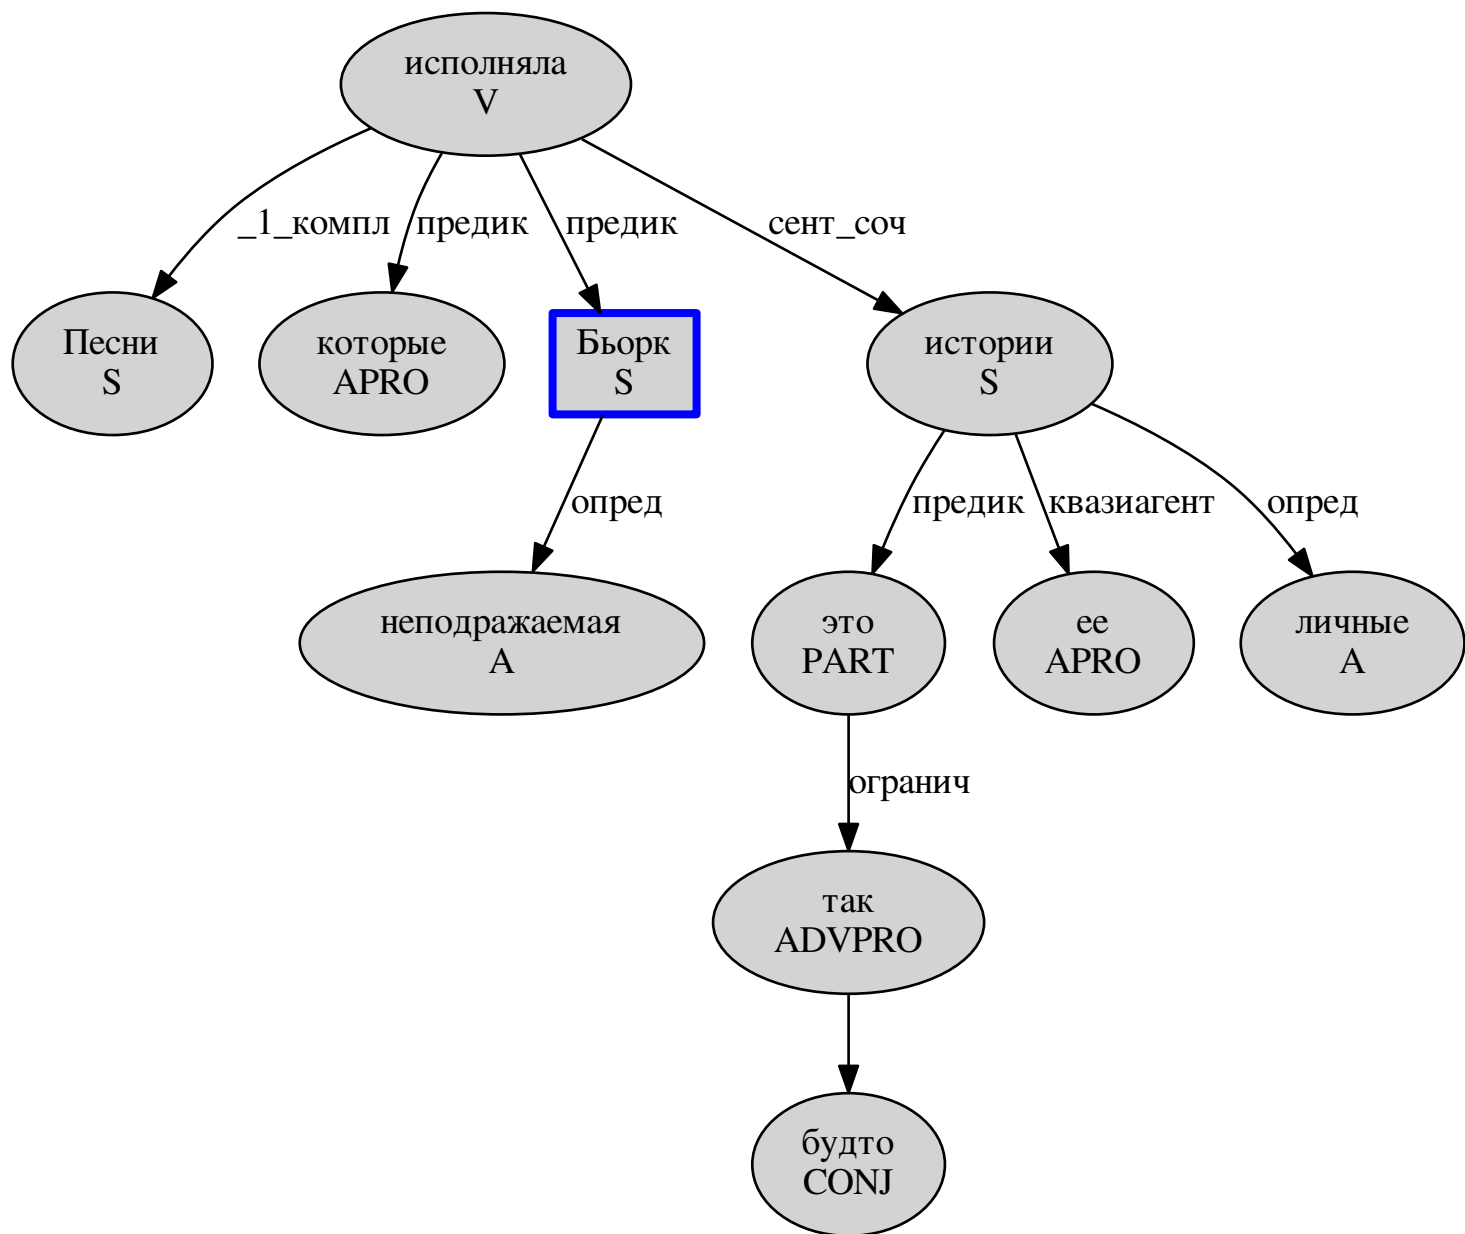 исполняла
V
_1_компл
предик
предик
сент_соч
Песни
S
которые
APRO
Бьорк
S
истории
S
опред
предик
квазиагент
опред
неподражаемая
A
это
PART
ее
APRO
личные
A
огранич
так
ADVPRO
будто
CONJ